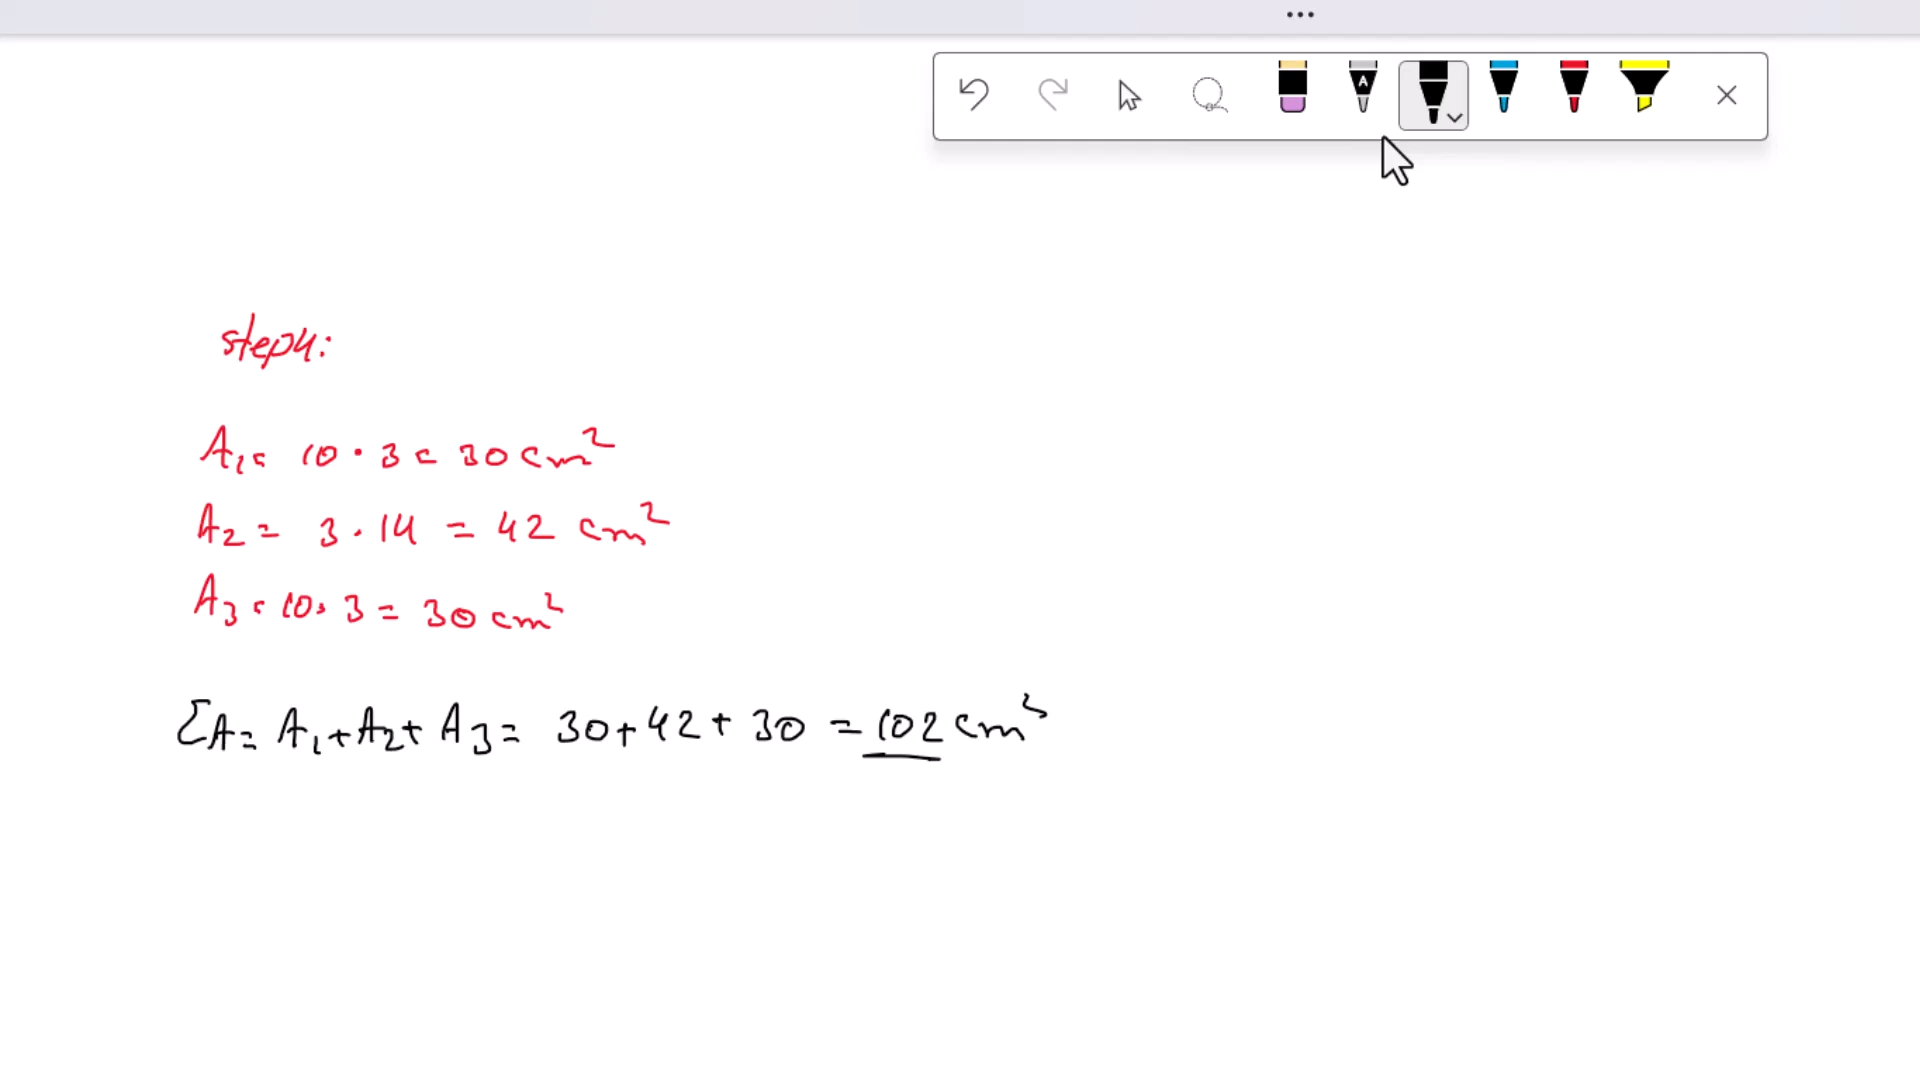 ...
A
step4:
A₁= 10 · 3 = 30 cm²
A₂ = 3 · 14 = 42 cm²
A₃ = 10 · 3 = 30 cm²
ΣA = A₁ + A₂ + A₃ = 30 + 42 + 30 = 102 cm²